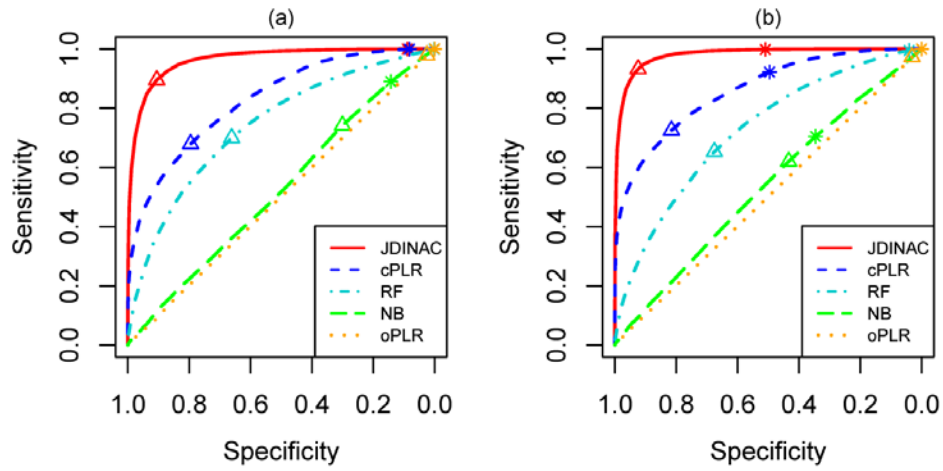 (a)
Sensitivity
1.0
0.8
0.6
0.4
0.2
0.0
JDINAC
cPLR
RF
NB
oPLR
1.0 0.8 0.6 0.4 0.2 0.0
Specificity
(b)
Sensitivity
1.0
0.8
0.6
0.4
0.2
0.0
JDINAC
cPLR
RF
NB
oPLR
1.0 0.8 0.6 0.4 0.2 0.0
Specificity